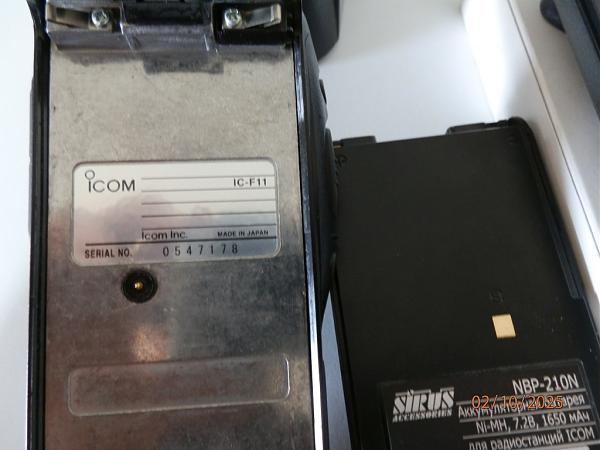 iCOM
IC-F11
Icom Inc. MADE IN JAPAN
SERIAL NO. 0547178
NBP-210N
SIRUS
ACCESSORIES
Аккумуляторная батарея
Ni-MH, 7.2В, 1650 мАч
для радиостанций ICOM
02/10/2025